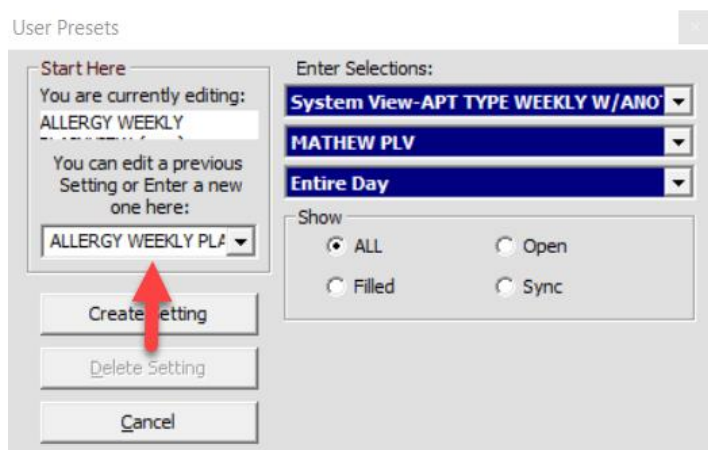 User Presets
Start Here
You are currently editing:
ALLERGY WEEKLY
You can edit a previous
Setting or Enter a new
one here:
ALLERGY WEEKLY PLA
Create Setting
Delete Setting
Cancel
Enter Selections:
System View-APT TYPE WEEKLY W/ANO
MATHEW PLV
Entire Day
Show
ALL
Open
Filled
Sync